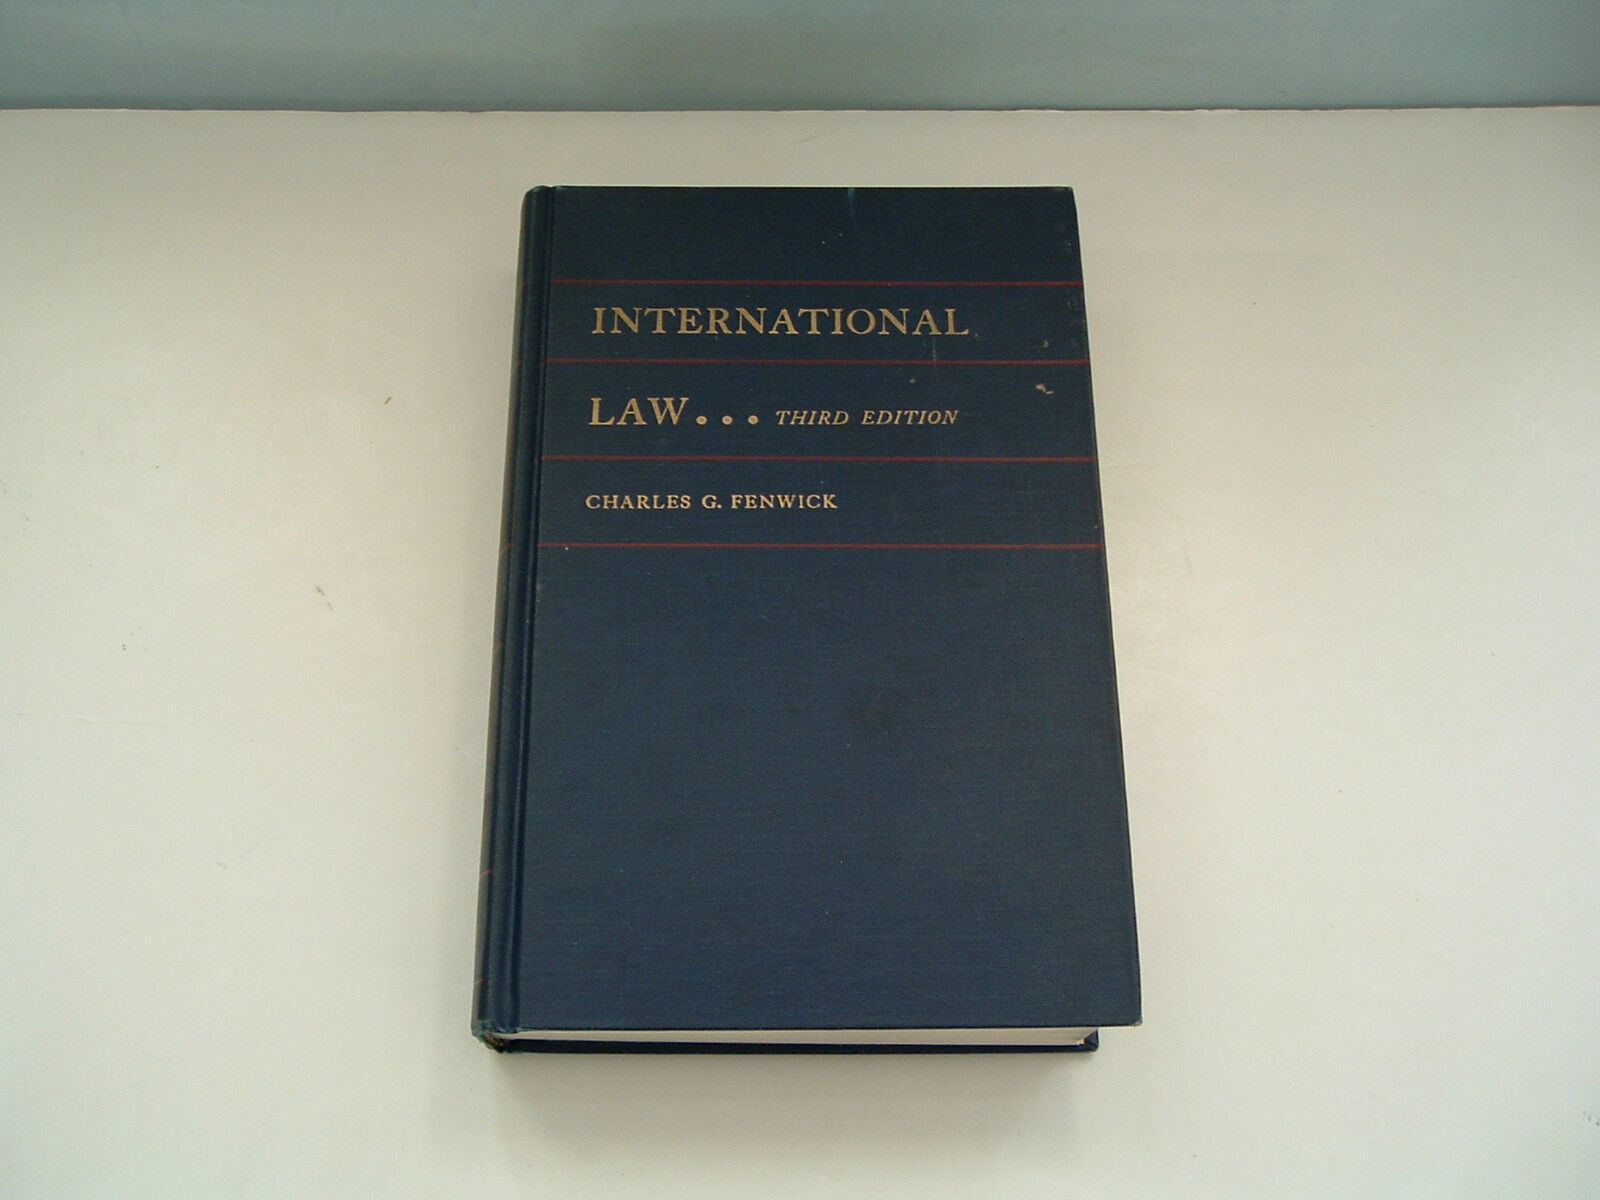 INTERNATIONAL
LAW... THIRD EDITION
CHARLES G. FENWICK